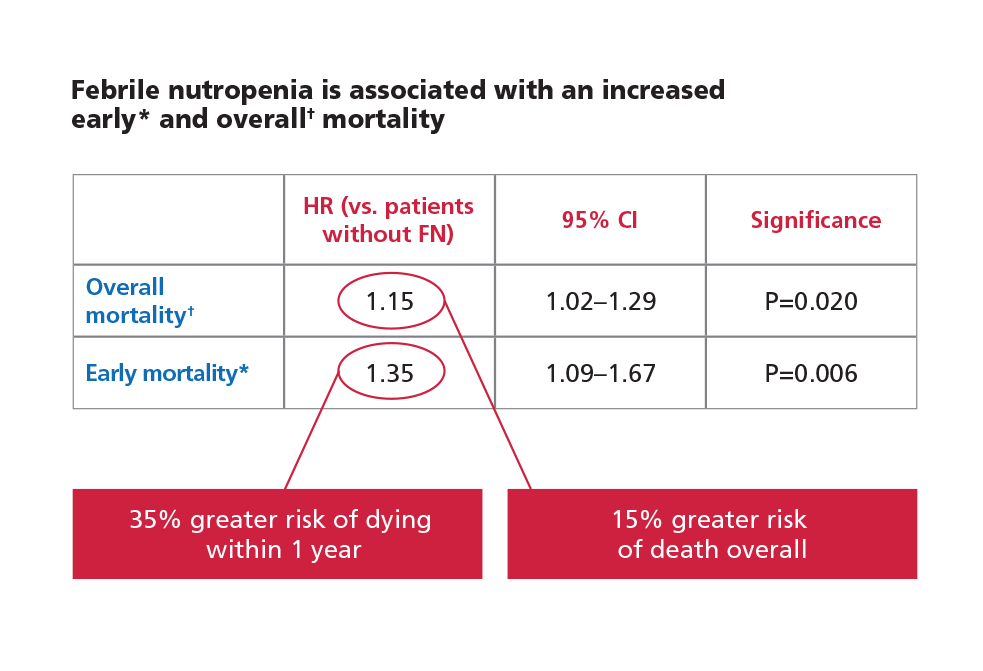 Febrile nutropenia is associated with an increased
early* and overall† mortality
HR (vs. patients
without FN)
95% CI
Significance
Overall
mortality†
1.15
1.02–1.29
P=0.020
Early mortality*
1.35
1.09–1.67
P=0.006
35% greater risk of dying
within 1 year
15% greater risk
of death overall